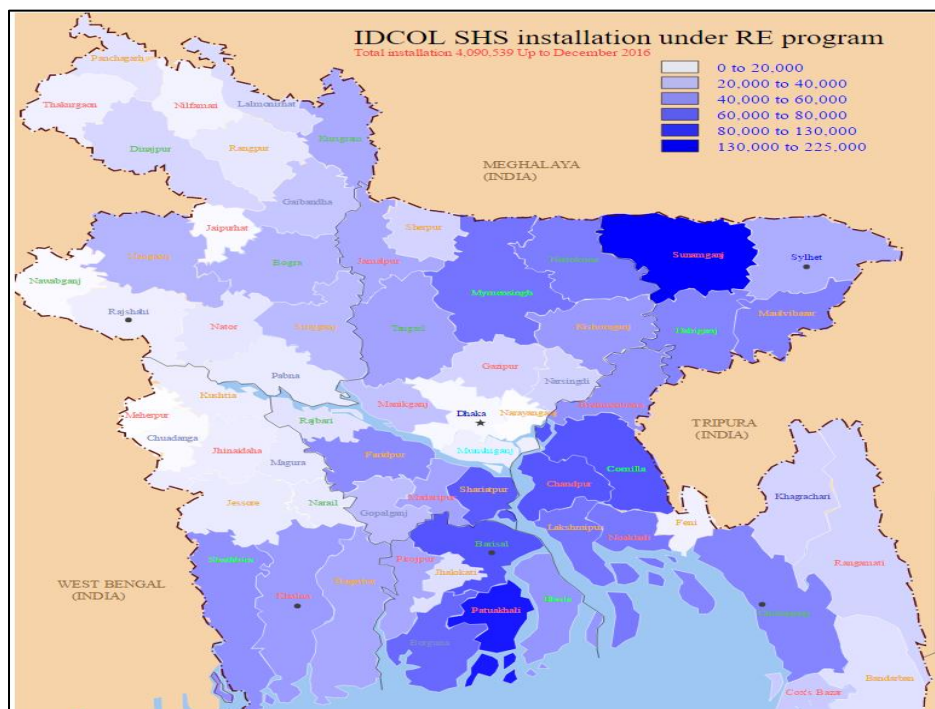 IDCOL SHS installation under RE program
Total installation 4,090,539 Up to December 2016
0 to 20,000
20,000 to 40,000
40,000 to 60,000
60,000 to 80,000
80,000 to 130,000
130,000 to 225,000
Panchagarh
Thakurgaon
Nilfamari
Lalmonirhat
Dinajpur
Rangpur
Kurigram
MEGHALAYA
(INDIA)
Gaibandha
Jaipurhat
Sherpur
Jamalpur
Bogra
Nawabganj
Mymensingh
Sunamganj
Sylhet
Rajshahi
Nator
Tangail
Kishoreganj
Habiganj
Maulvibazar
Pabna
Gazipur
Narsingdi
Kushtia
Manikganj
Dhaka
Narayanganj
Meherpur
Rajbari
Munshiganj
TRIPURA
(INDIA)
Chuadanga
Jhinaidaha
Magura
Faridpur
Shariatpur
Chandpur
Comilla
Khagrachari
Jessore
Narail
Gopalganj
Madaripur
Lakshmipur
Noakhali
Feni
Barisal
Rangamati
WEST BENGAL
(INDIA)
Pirojpur
Jhalokati
Khulna
Patuakhali
Bhola
Barguna
Bandarban
Cox's Bazar